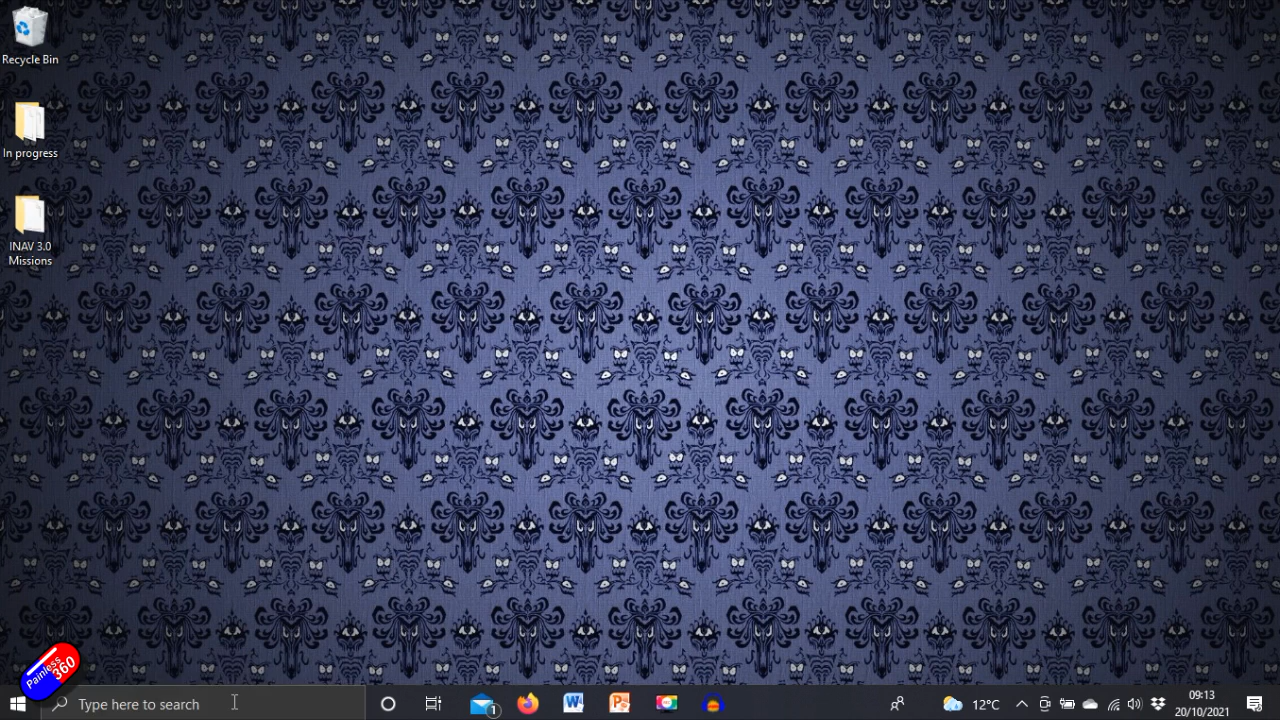 Recycle Bin
In progress
INAV 3.0
Missions
Painless
360
Type here to search
1
12°C
09:13
20/10/2021